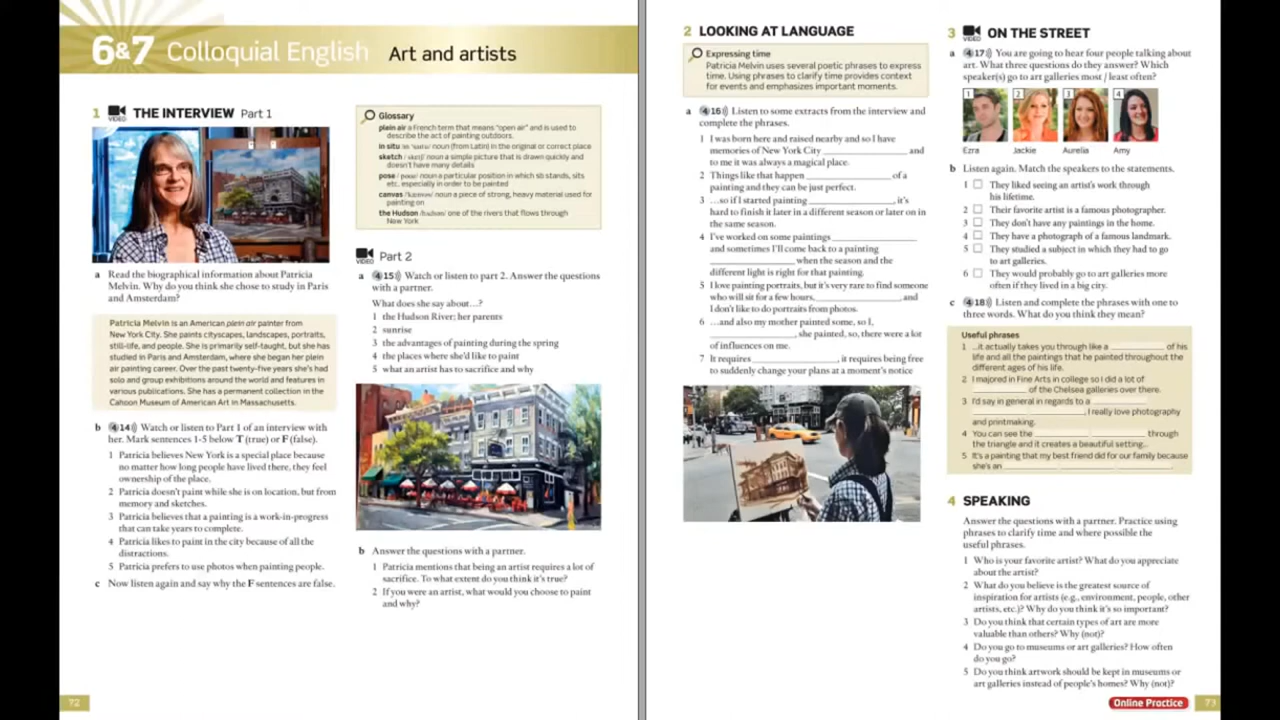 6&7 Colloquial English Art and artists
1 VIDEO THE INTERVIEW Part 1
a Read the biographical information about Patricia
Melvin. Why do you think she chose to study in Paris
and Amsterdam?
Patricia Melvin is an American plein air painter from
New York City. She paints cityscapes, landscapes, portraits,
still-life, and people. She is primarily self-taught, but she has
studied in Paris and Amsterdam, where she began her plein
air painting career. Over the past twenty-five years she's had
solo and group exhibitions around the world and features in
various publications. She has a permanent collection in the
Cahoon Museum of American Art in Massachusetts.
b 4 14 Watch or listen to Part 1 of an interview with
her. Mark sentences 1-5 below T (true) or F (false).
1 Patricia believes New York is a special place because
no matter how long people have lived there, they feel
ownership of the place.
2 Patricia doesn't paint while she is on location, but from
memory and sketches.
3 Patricia believes that a painting is a work-in-progress
that can take years to complete.
4 Patricia likes to paint in the city because of all the
distractions.
5 Patricia prefers to use photos when painting people.
c Now listen again and say why the F sentences are false.
72
Glossary
plein air a French term that means "open air" and is used to
describe the act of painting outdoors.
in situ noun (from Latin) in the original or correct place
sketch noun a simple picture that is drawn quickly and
doesn't have many details
pose noun a particular position in which sb stands, sits
etc. especially in order to be painted
canvas noun a piece of strong, heavy material used for
painting on
the Hudson one of the rivers that flows through
New York
VIDEO Part 2
a 4 15 Watch or listen to part 2. Answer the questions
with a partner.
What does she say about...?
1 the Hudson River; her parents
2 sunrise
3 the advantages of painting during the spring
4 the places where she'd like to paint
5 what an artist has to sacrifice and why
b Answer the questions with a partner.
1 Patricia mentions that being an artist requires a lot of
sacrifice. To what extent do you think it's true?
2 If you were an artist, what would you choose to paint
and why?
2 LOOKING AT LANGUAGE
Expressing time
Patricia Melvin uses several poetic phrases to express
time. Using phrases to clarify time provides context
for events and emphasizes important moments.
a 4 16 Listen to some extracts from the interview and
complete the phrases.
1 I was born here and raised nearby and so I have
memories of New York City ____________ and
to me it was always a magical place.
2 Things like that happen ____________ of a
painting and they can be just perfect.
3 ...so if I started painting ____________, it's
hard to finish it later in a different season or later on in
the same season.
4 I've worked on some paintings ____________
and sometimes I'll come back to a painting
____________ when the season and the
different light is right for that painting.
5 I love painting portraits, but it's very rare to find someone
who will sit for a few hours, ____________ and
I don't like to do portraits from photos.
6 ...and also my mother painted some, so I,
____________, she painted, so, there were a lot
of influences on me.
7 It requires ____________, it requires being free
to suddenly change your plans at a moment's notice
3 VIDEO ON THE STREET
a 4 17 You are going to hear four people talking about
art. What three questions do they answer? Which
speaker(s) go to art galleries most / least often?
1 2 3 4
Ezra Jackie Aurelia Amy
b Listen again. Match the speakers to the statements.
1 They liked seeing an artist's work through
his lifetime.
2 Their favorite artist is a famous photographer.
3 They don't have any paintings in the home.
4 They have a photograph of a famous landmark.
5 They studied a subject in which they had to go
to art galleries.
6 They would probably go to art galleries more
often if they lived in a big city.
c 4 18 Listen and complete the phrases with one to
three words. What do you think they mean?
Useful phrases
1 ...it actually takes you through like a ________ of his
life and all the paintings that he painted throughout the
different ages of his life.
2 I majored in Fine Arts in college so I did a lot of
________ of the Chelsea galleries over there.
3 I'd say in general in regards to a ________
________, I really love photography
and printmaking.
4 You can see the ________ ________ through
the triangle and it creates a beautiful setting...
5 It's a painting that my best friend did for our family because
she's an ________ ________ ________.
4 SPEAKING
Answer the questions with a partner. Practice using
phrases to clarify time and where possible the
useful phrases.
1 Who is your favorite artist? What do you appreciate
about the artist?
2 What do you believe is the greatest source of
inspiration for artists (e.g., environment, people, other
artists, etc.)? Why do you think it's so important?
3 Do you think that certain types of art are more
valuable than others? Why (not)?
4 Do you go to museums or art galleries? How often
do you go?
5 Do you think artwork should be kept in museums or
art galleries instead of people's homes? Why (not)?
Online Practice 73